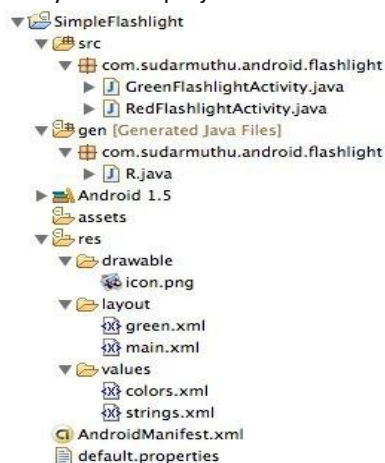 SimpleFlashlight
src
com.sudarmuthu.android.flashlight
GreenFlashlightActivity.java
RedFlashlightActivity.java
gen [Generated Java Files]
com.sudarmuthu.android.flashlight
R.java
Android 1.5
assets
res
drawable
icon.png
layout
green.xml
main.xml
values
colors.xml
strings.xml
AndroidManifest.xml
default.properties